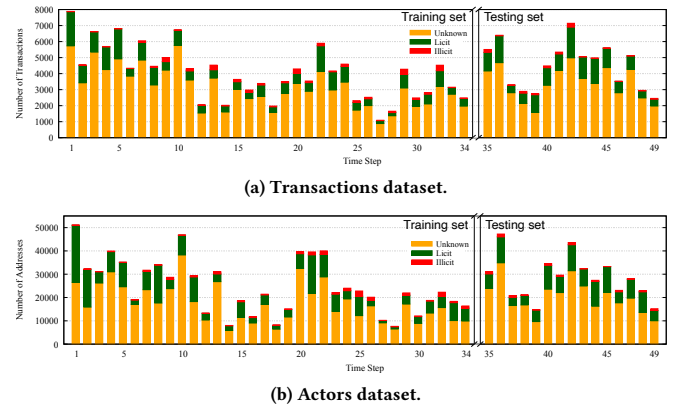 8000
7000
6000
5000
4000
3000
2000
1000
0
Number of Transactions
Training set
Testing set
Unknown
Licit
Illicit
1 5 10 15 20 25 30 34 35 40 45 49
Time Step
(a) Transactions dataset.
50000
40000
30000
20000
10000
0
Number of Addresses
Training set
Testing set
Unknown
Licit
Illicit
1 5 10 15 20 25 30 34 35 40 45 49
Time Step
(b) Actors dataset.